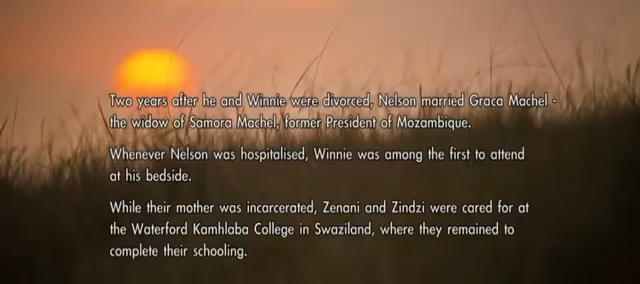 Two years after he and Winnie were divorced, Nelson married Graca Machel -
the widow of Samora Machel, former President of Mozambique.
Whenever Nelson was hospitalised, Winnie was among the first to attend
at his bedside.
While their mother was incarcerated, Zenani and Zindzi were cared for at
the Waterford Kamhlaba College in Swaziland, where they remained to
complete their schooling.